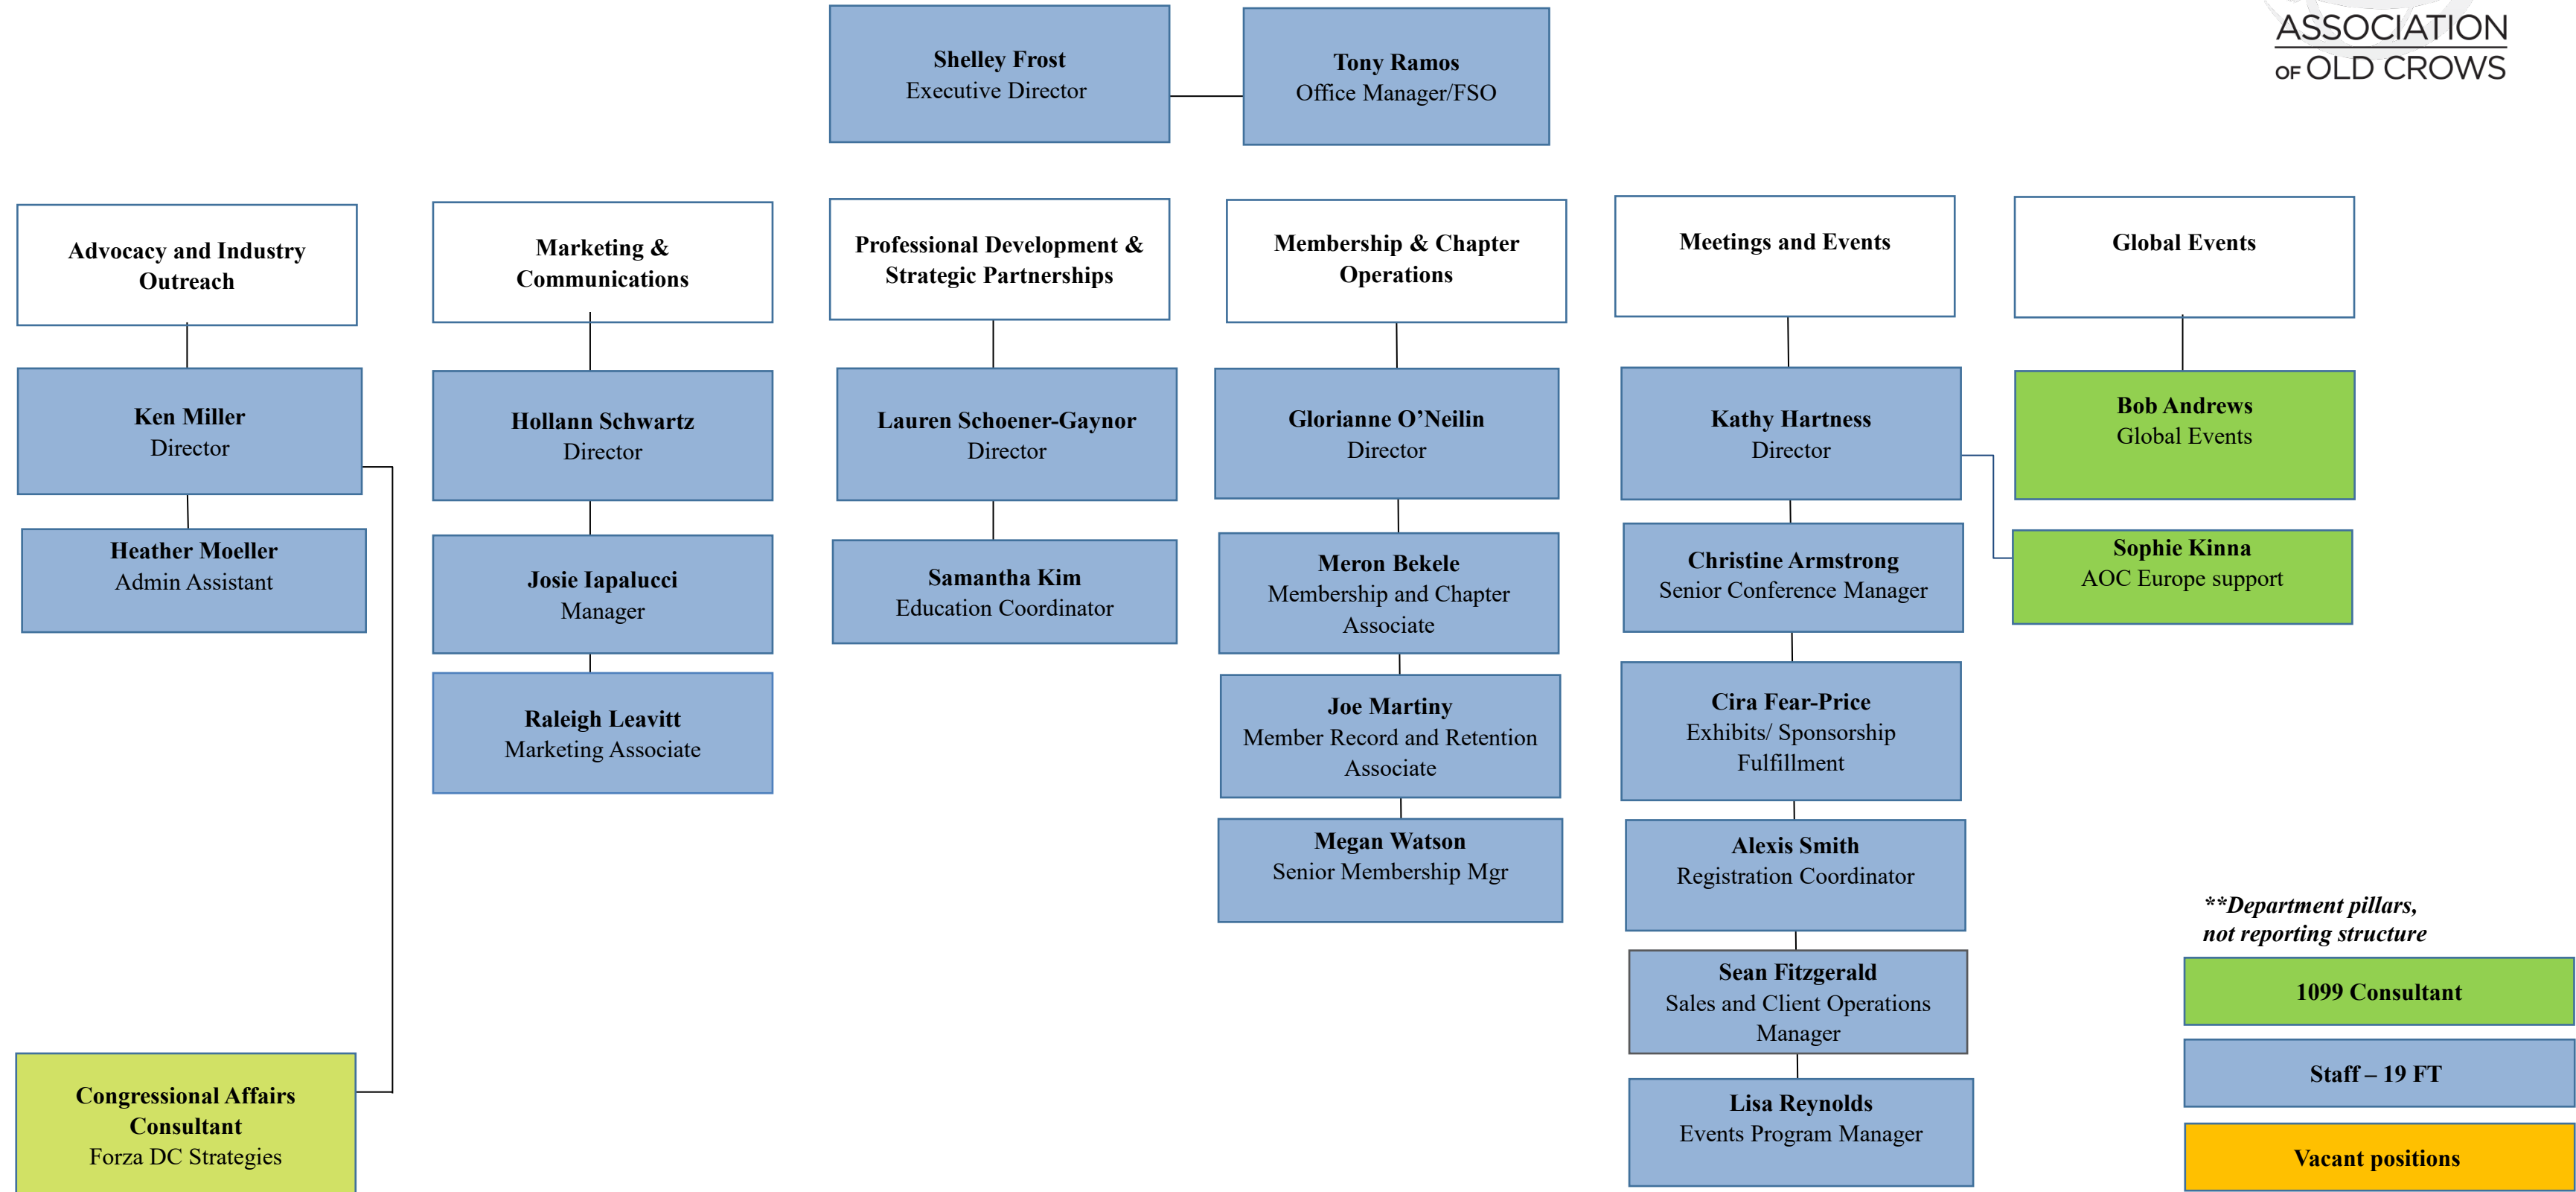 ASSOCIATION
OF OLD CROWS
Shelley Frost
Executive Director
Tony Ramos
Office Manager/FSO
Advocacy and Industry
Outreach
Marketing &
Communications
Professional Development &
Strategic Partnerships
Membership & Chapter
Operations
Meetings and Events
Global Events
Ken Miller
Director
Hollann Schwartz
Director
Lauren Schoener-Gaynor
Director
Glorianne O’Neilin
Director
Kathy Hartness
Director
Bob Andrews
Global Events
Heather Moeller
Admin Assistant
Josie Iapalucci
Manager
Samantha Kim
Education Coordinator
Meron Bekele
Membership and Chapter
Associate
Christine Armstrong
Senior Conference Manager
Sophie Kinna
AOC Europe support
Raleigh Leavitt
Marketing Associate
Joe Martiny
Member Record and Retention
Associate
Cira Fear-Price
Exhibits/ Sponsorship
Fulfillment
Megan Watson
Senior Membership Mgr
Alexis Smith
Registration Coordinator
Sean Fitzgerald
Sales and Client Operations
Manager
Lisa Reynolds
Events Program Manager
Congressional Affairs
Consultant
Forza DC Strategies
**Department pillars,
not reporting structure
1099 Consultant
Staff – 19 FT
Vacant positions